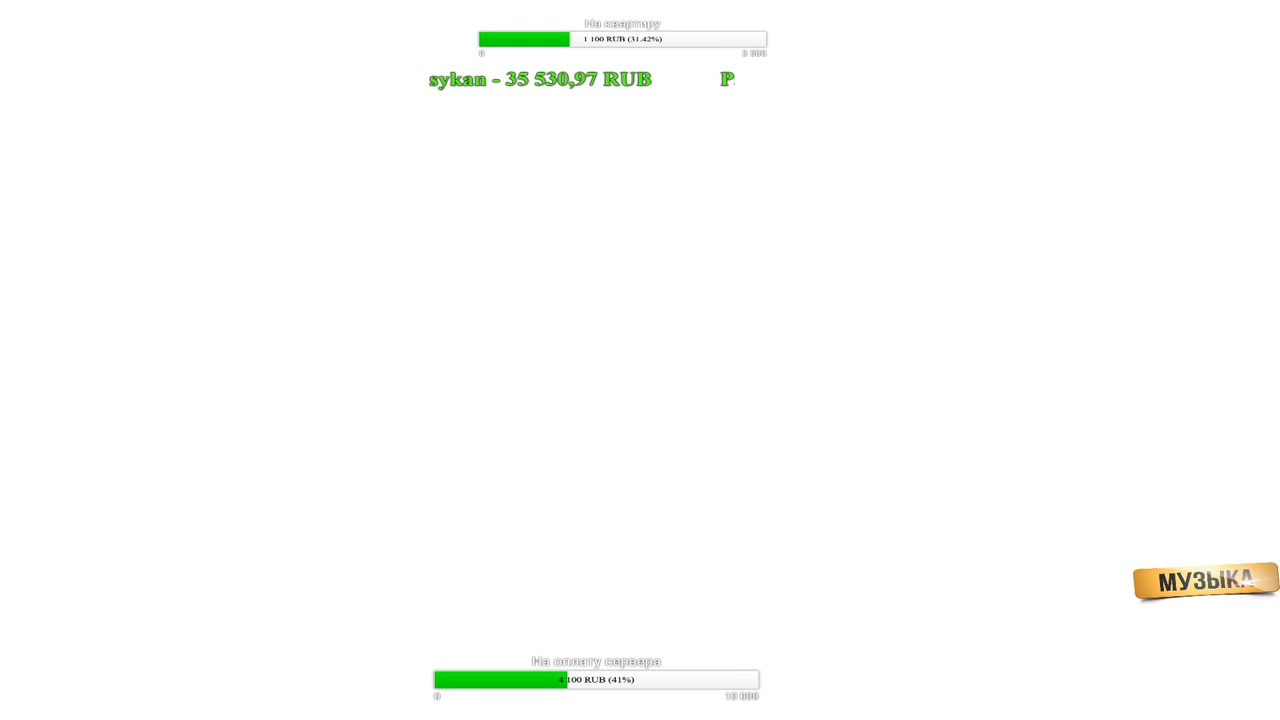 На квартиру
1 100 RUB (31.42%)
0 3 500
sykan - 35 530,97 RUB P
МУЗЫКА
На оплату сервера
4 100 RUB (41%)
0 10 000